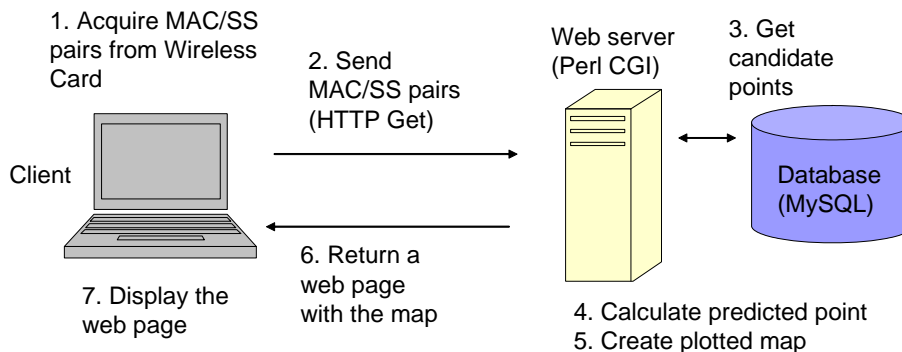 1. Acquire MAC/SS
pairs from Wireless
Card
2. Send
MAC/SS pairs
(HTTP Get)
Web server
(Perl CGI)
3. Get
candidate
points
Client
Database
(MySQL)
6. Return a
web page
with the map
7. Display the
web page
4. Calculate predicted point
5. Create plotted map